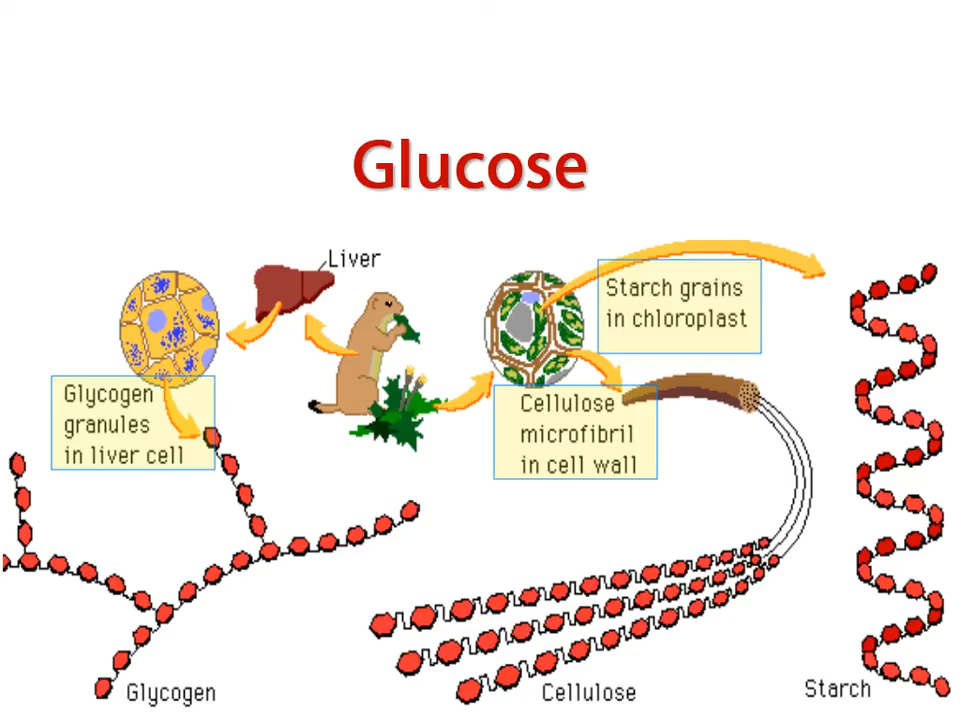 Glucose
Liver
Starch grains
in chloroplast
Glycogen
granules
in liver cell
Cellulose
microfibril
in cell wall
Glycogen
Cellulose
Starch